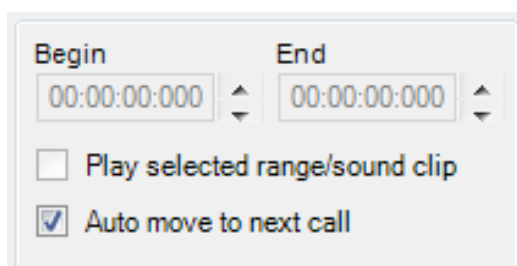 Begin End
00:00:00:000 00:00:00:000
Play selected range/sound clip
Auto move to next call